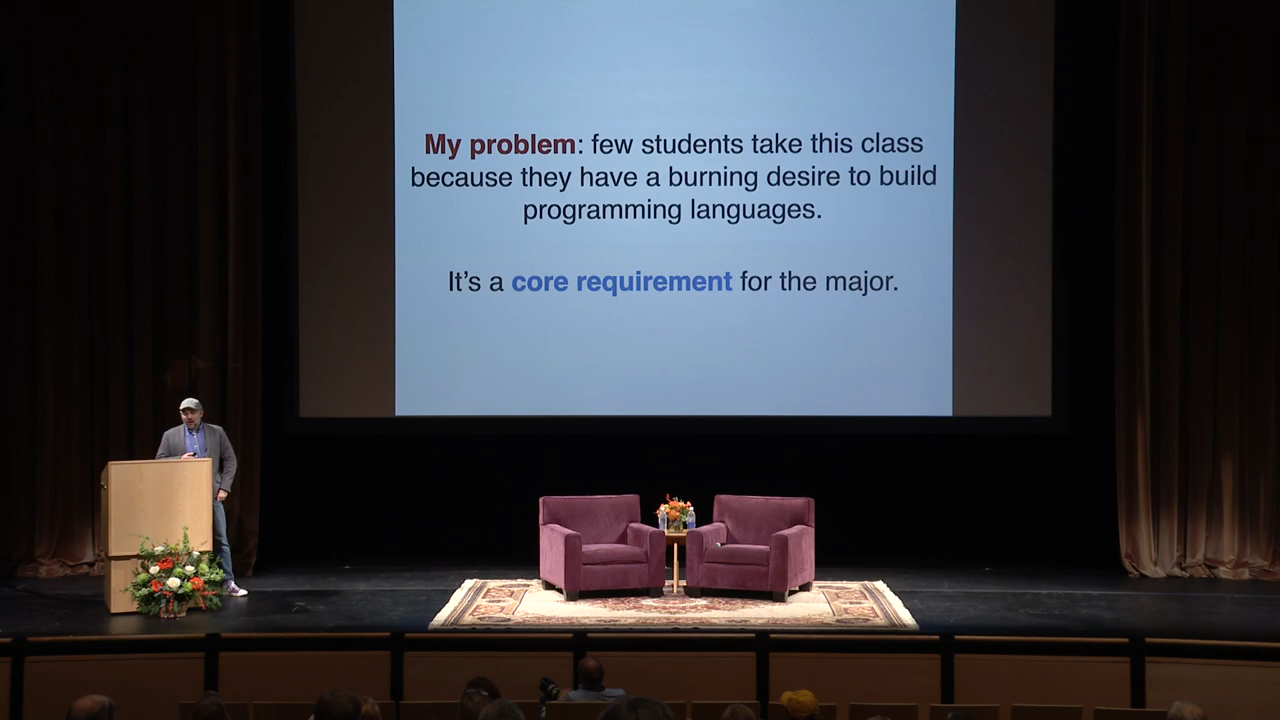 My problem: few students take this class
because they have a burning desire to build
programming languages.
It’s a core requirement for the major.